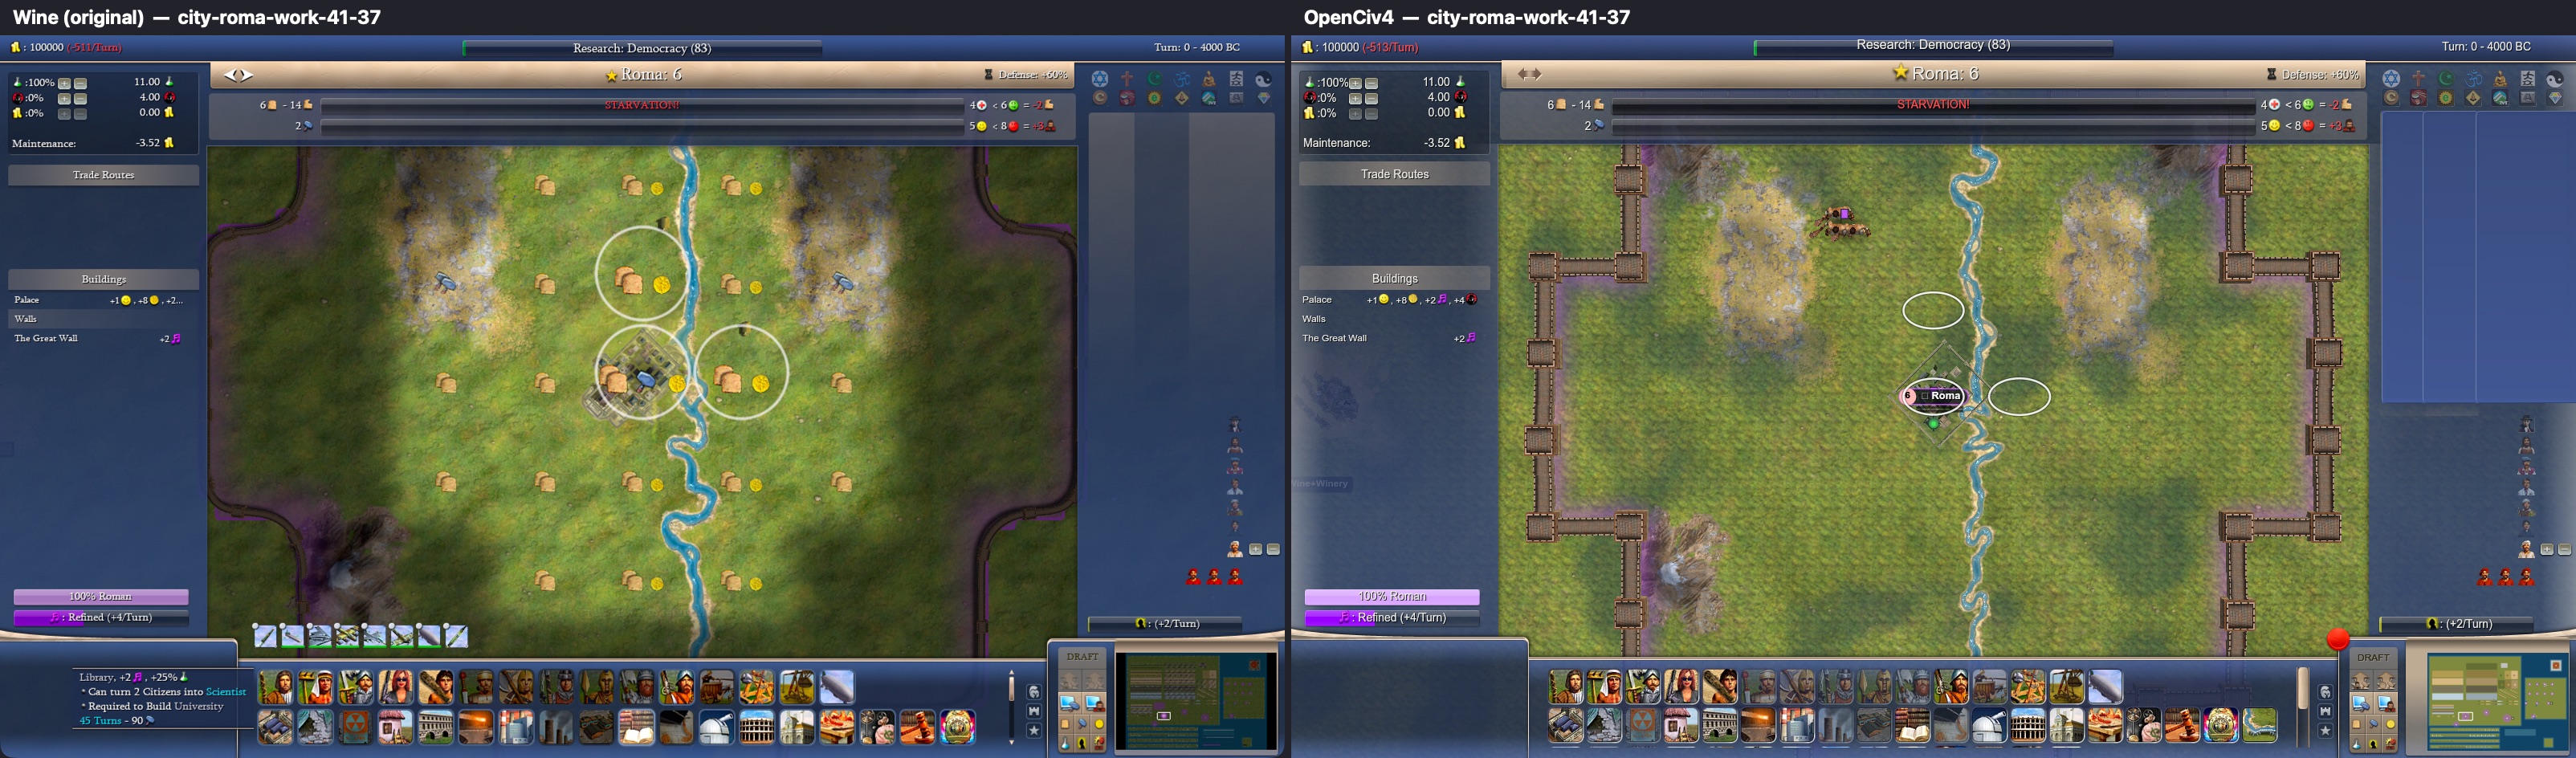 Wine (original) — city-roma-work-41-37
: 100000 (-511/Turn)
Research: Democracy (83)
Turn: 0 - 4000 BC
:100% 11.00
:0% 4.00
:0% 0.00
Maintenance: -3.52
Roma: 6
Defense: +60%
6 - 14
STARVATION!
4 < 6 = -2
2
5 < 8 = +3
Trade Routes
Buildings
Palace +1, +8, +2...
Walls
The Great Wall +2
100% Roman
: Refined (+4/Turn)
: (+2/Turn)
Library, +2, +25%
* Can turn 2 Citizens into Scientist
* Required to Build University
45 Turns - 90
DRAFT
OpenCiv4 — city-roma-work-41-37
: 100000 (-513/Turn)
Research: Democracy (83)
Turn: 0 - 4000 BC
:100% 11.00
:0% 4.00
:0% 0.00
Maintenance: -3.52
Roma: 6
Defense: +60%
6 - 14
STARVATION!
4 < 6 = -2
2
5 < 8 = +3
Trade Routes
Buildings
Palace +1, +8, +2, +4
Walls
The Great Wall +2
6 Roma
Wine+Winery
100% Roman
: Refined (+4/Turn)
: (+2/Turn)
DRAFT